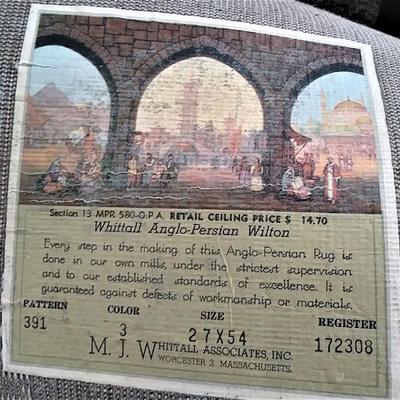 Section 13 MPR 580-O.P.A. RETAIL CEILING PRICE $ 14.70
Whittall Anglo-Persian Wilton
Every step in the making of this Anglo-Persian Rug is
done in our own mills, under the strictest supervision
and to our established standards of excellence. It is
guaranteed against defects of workmanship or materials.
PATTERN COLOR SIZE REGISTER
391 3 27X54 172308
M. J. WHITTALL ASSOCIATES, INC.
WORCESTER 3, MASSACHUSETTS.